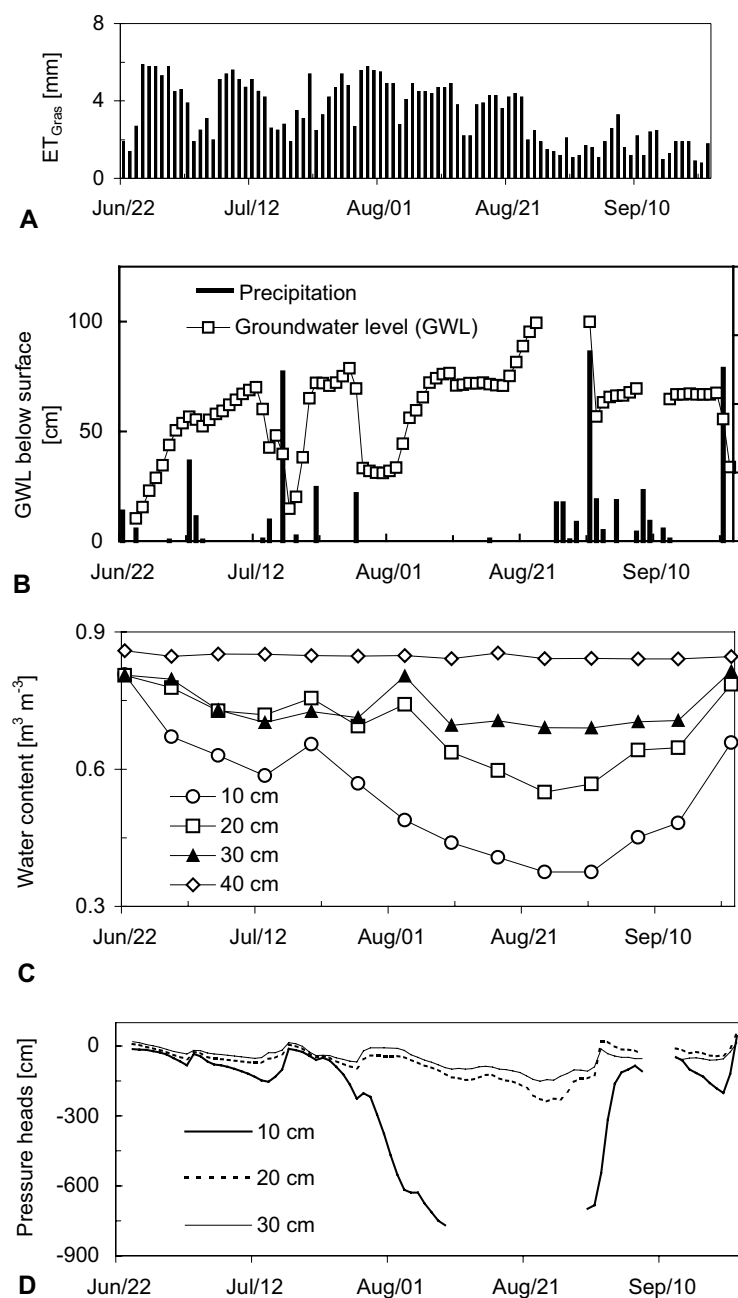 8
4
0
ET_Gras [mm]
Jun/22 Jul/12 Aug/01 Aug/21 Sep/10
A
Precipitation
Groundwater level (GWL)
100
50
0
GWL below surface
[cm]
Jun/22 Jul/12 Aug/01 Aug/21 Sep/10
B
0.9
0.6
0.3
Water content [m³ m⁻³]
10 cm
20 cm
30 cm
40 cm
Jun/22 Jul/12 Aug/01 Aug/21 Sep/10
C
0
-300
-600
-900
Pressure heads [cm]
10 cm
20 cm
30 cm
Jun/22 Jul/12 Aug/01 Aug/21 Sep/10
D